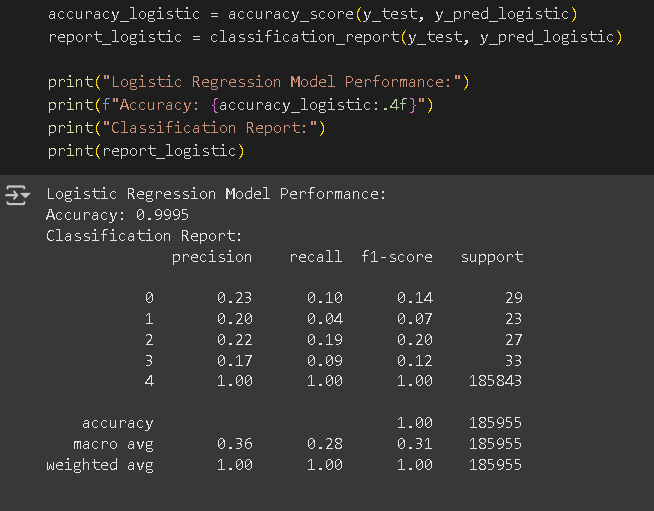 accuracy_logistic = accuracy_score(y_test, y_pred_logistic)
report_logistic = classification_report(y_test, y_pred_logistic)
print("Logistic Regression Model Performance:")
print(f"Accuracy: {accuracy_logistic:.4f}")
print("Classification Report:")
print(report_logistic)
Logistic Regression Model Performance:
Accuracy: 0.9995
Classification Report:
precision recall f1-score support
0 0.23 0.10 0.14 29
1 0.20 0.04 0.07 23
2 0.22 0.19 0.20 27
3 0.17 0.09 0.12 33
4 1.00 1.00 1.00 185843
accuracy 1.00 185955
macro avg 0.36 0.28 0.31 185955
weighted avg 1.00 1.00 1.00 185955